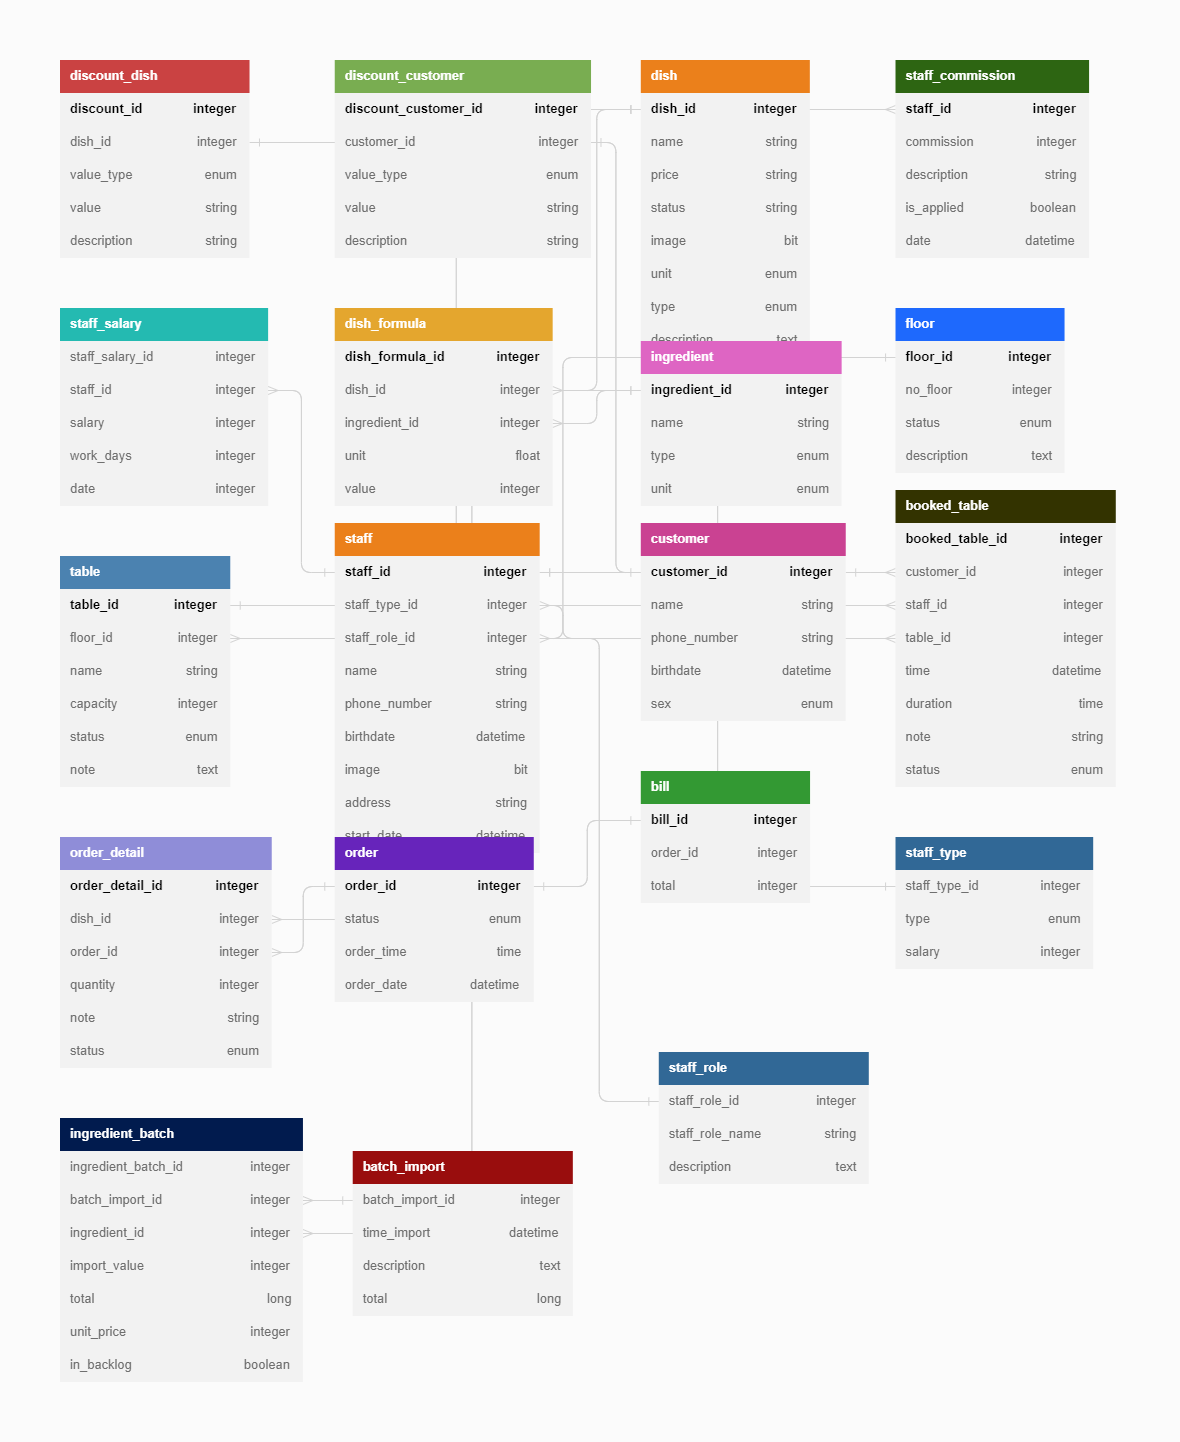 discount_dish
discount_id integer
dish_id integer
value_type enum
value string
description string
discount_customer
discount_customer_id integer
customer_id integer
value_type enum
value string
description string
dish
dish_id integer
name string
price string
status string
image bit
unit enum
type enum
description text
staff_commission
staff_id integer
commission integer
description string
is_applied boolean
date datetime
staff_salary
staff_salary_id integer
staff_id integer
salary integer
work_days integer
date integer
dish_formula
dish_formula_id integer
dish_id integer
ingredient_id integer
unit float
value integer
ingredient
ingredient_id integer
name string
type enum
unit enum
floor
floor_id integer
no_floor integer
status enum
description text
booked_table
booked_table_id integer
customer_id integer
staff_id integer
table_id integer
time datetime
duration time
note string
status enum
table
table_id integer
floor_id integer
name string
capacity integer
status enum
note text
staff
staff_id integer
staff_type_id integer
staff_role_id integer
name string
phone_number string
birthdate datetime
image bit
address string
start_date datetime
customer
customer_id integer
name string
phone_number string
birthdate datetime
sex enum
bill
bill_id integer
order_id integer
total integer
order_detail
order_detail_id integer
dish_id integer
order_id integer
quantity integer
note string
status enum
order
order_id integer
status enum
order_time time
order_date datetime
staff_type
staff_type_id integer
type enum
salary integer
staff_role
staff_role_id integer
staff_role_name string
description text
ingredient_batch
ingredient_batch_id integer
batch_import_id integer
ingredient_id integer
import_value integer
total long
unit_price integer
in_backlog boolean
batch_import
batch_import_id integer
time_import datetime
description text
total long